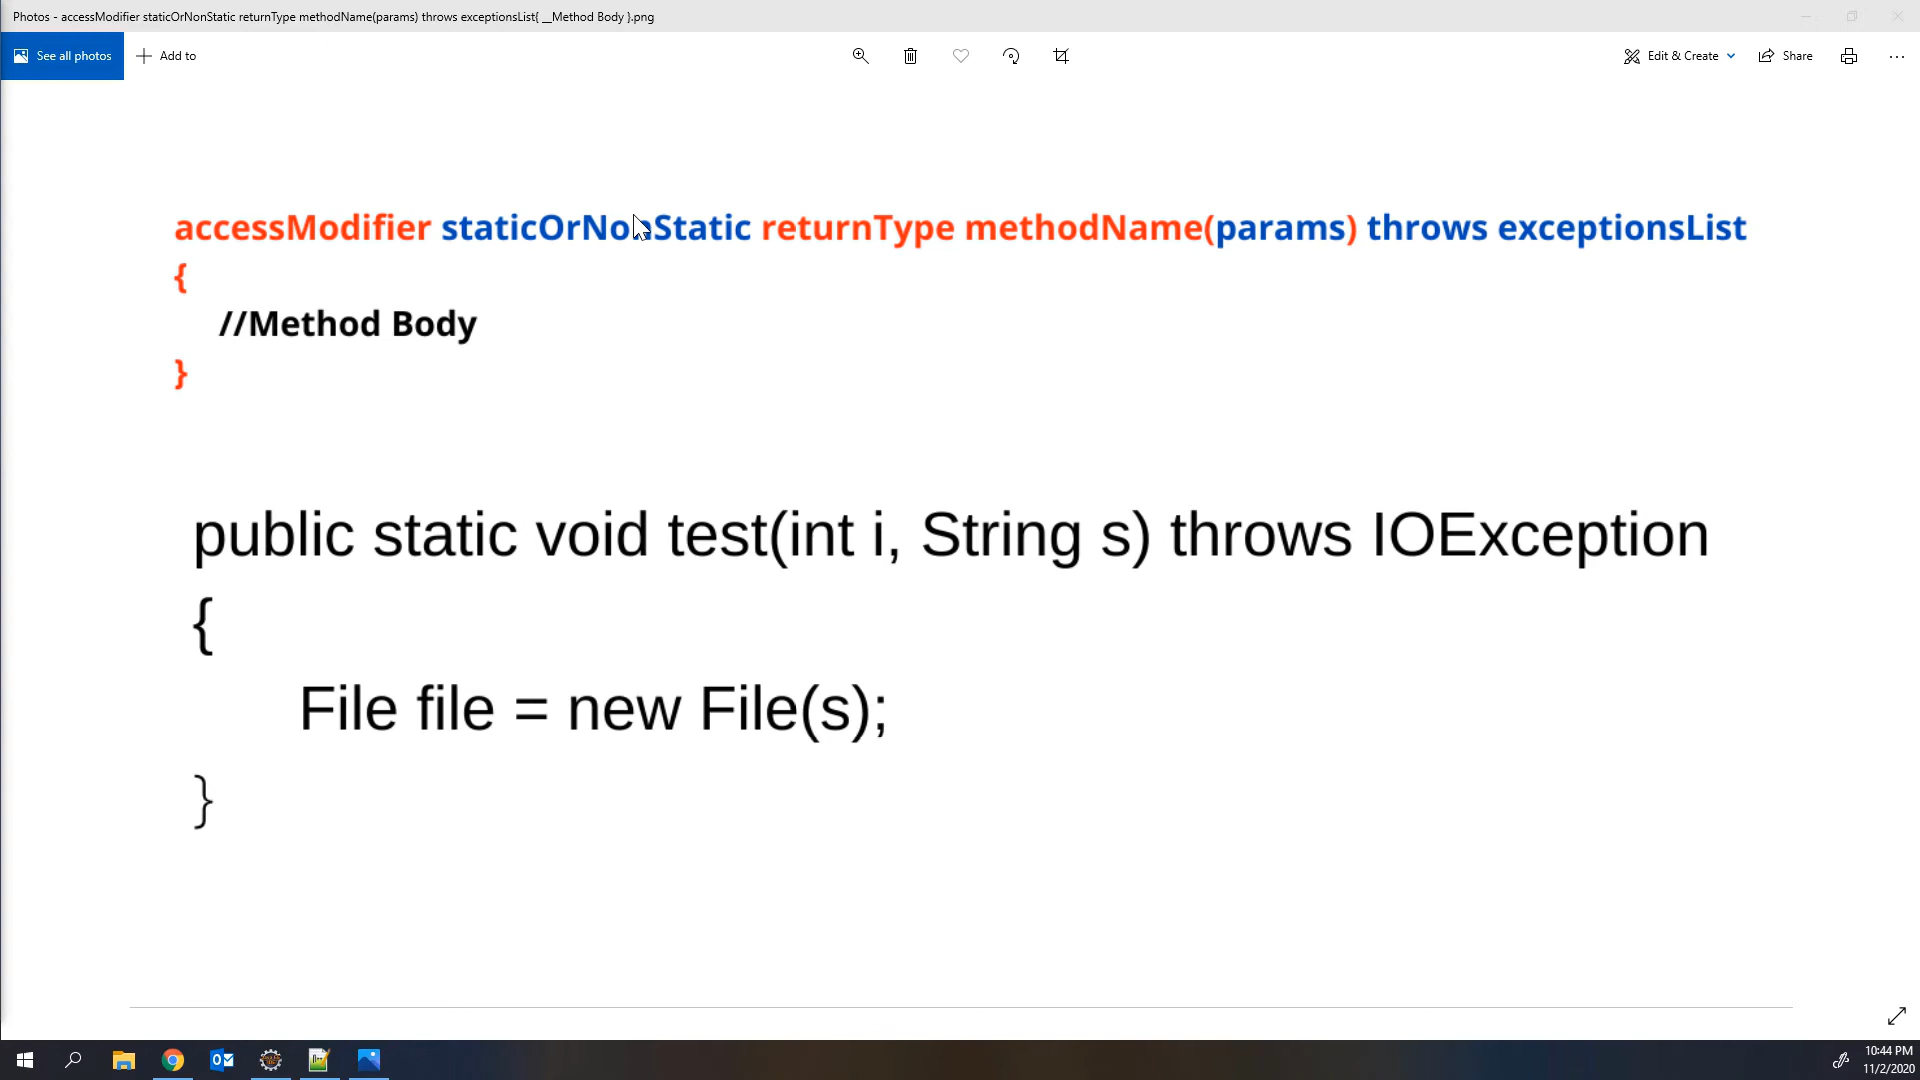 Photos - accessModifier staticOrNonStatic returnType methodName(params) throws exceptionsList{ __Method Body }.png
See all photos
Add to
Edit & Create
Share
accessModifier staticOrNonStatic returnType methodName(params) throws exceptionsList
{
//Method Body
}
public static void test(int i, String s) throws IOException
{
File file = new File(s);
}
10:44 PM
11/2/2020